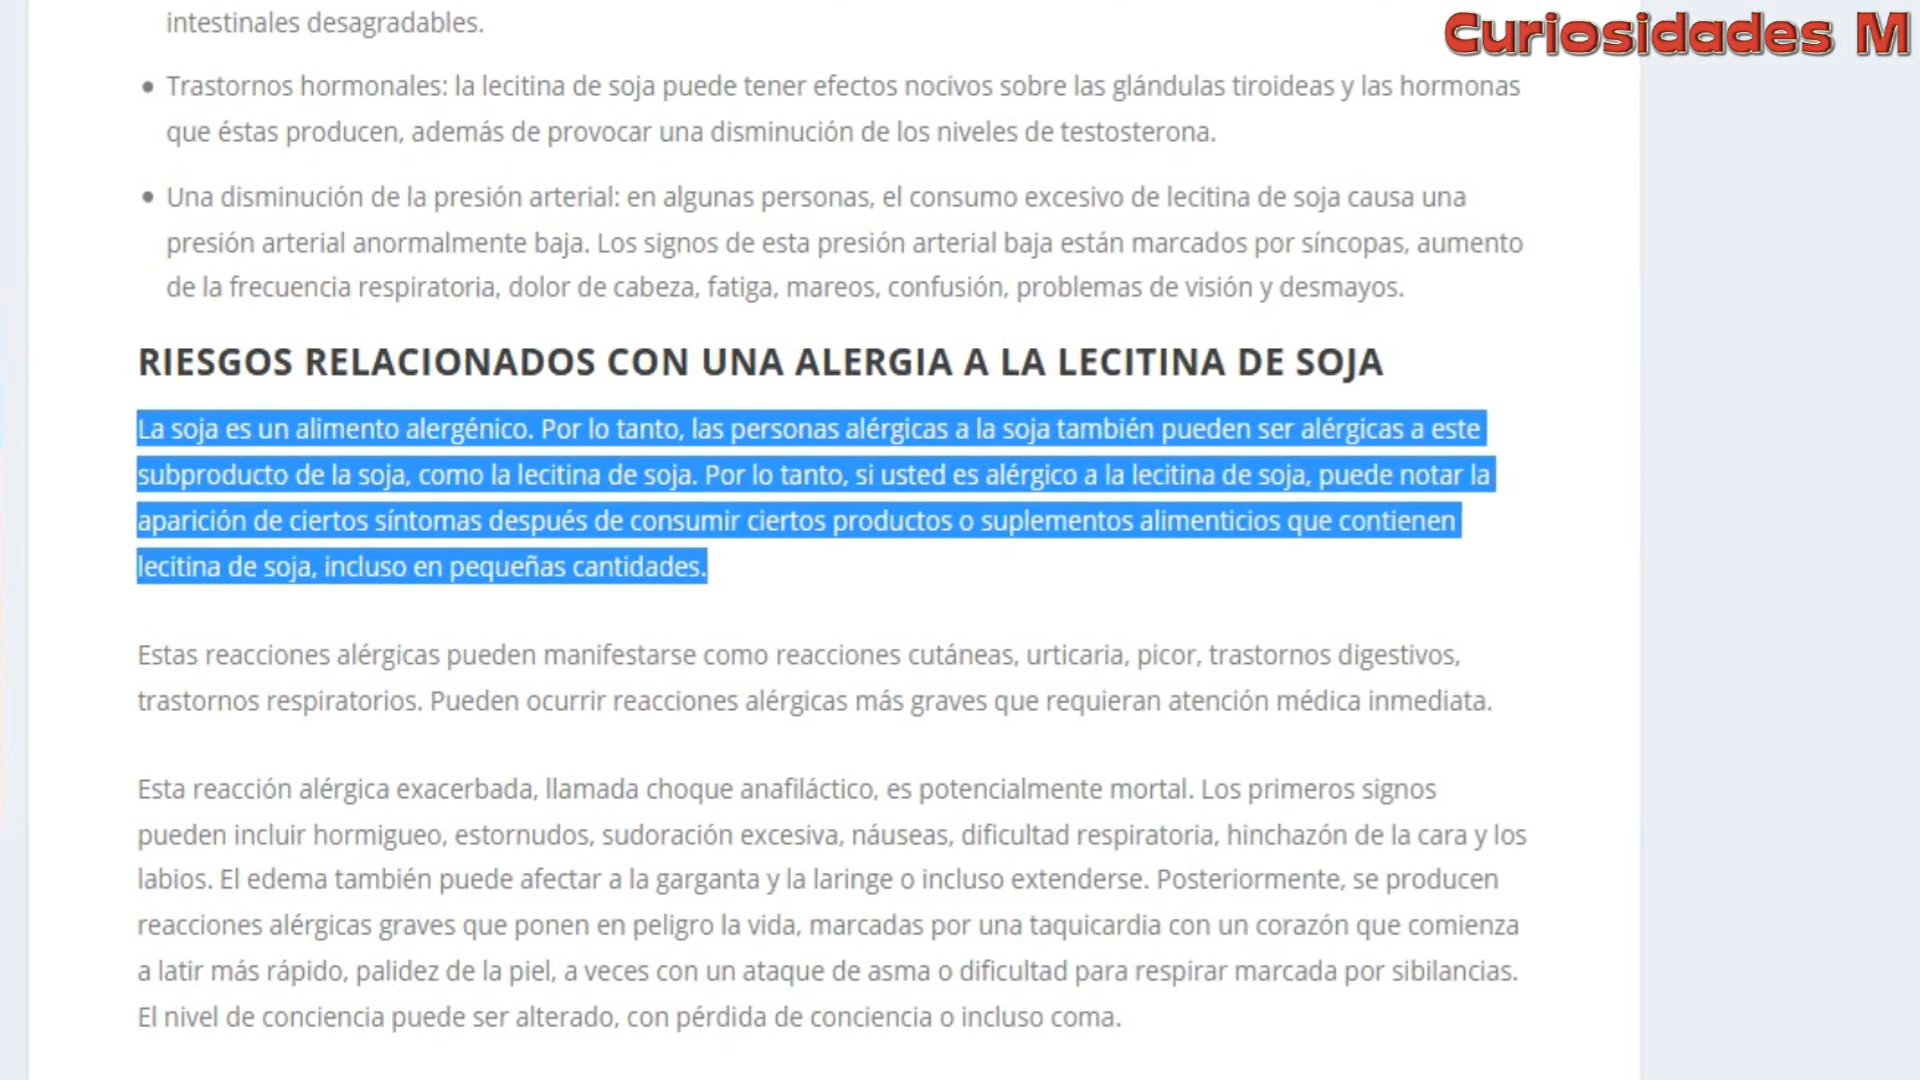 intestinales desagradables.
Curiosidades M
• Trastornos hormonales: la lecitina de soja puede tener efectos nocivos sobre las glándulas tiroideas y las hormonas
que éstas producen, además de provocar una disminución de los niveles de testosterona.
• Una disminución de la presión arterial: en algunas personas, el consumo excesivo de lecitina de soja causa una
presión arterial anormalmente baja. Los signos de esta presión arterial baja están marcados por síncopas, aumento
de la frecuencia respiratoria, dolor de cabeza, fatiga, mareos, confusión, problemas de visión y desmayos.
RIESGOS RELACIONADOS CON UNA ALERGIA A LA LECITINA DE SOJA
La soja es un alimento alergénico. Por lo tanto, las personas alérgicas a la soja también pueden ser alérgicas a este
subproducto de la soja, como la lecitina de soja. Por lo tanto, si usted es alérgico a la lecitina de soja, puede notar la
aparición de ciertos síntomas después de consumir ciertos productos o suplementos alimenticios que contienen
lecitina de soja, incluso en pequeñas cantidades.
Estas reacciones alérgicas pueden manifestarse como reacciones cutáneas, urticaria, picor, trastornos digestivos,
trastornos respiratorios. Pueden ocurrir reacciones alérgicas más graves que requieran atención médica inmediata.
Esta reacción alérgica exacerbada, llamada choque anafiláctico, es potencialmente mortal. Los primeros signos
pueden incluir hormigueo, estornudos, sudoración excesiva, náuseas, dificultad respiratoria, hinchazón de la cara y los
labios. El edema también puede afectar a la garganta y la laringe o incluso extenderse. Posteriormente, se producen
reacciones alérgicas graves que ponen en peligro la vida, marcadas por una taquicardia con un corazón que comienza
a latir más rápido, palidez de la piel, a veces con un ataque de asma o dificultad para respirar marcada por sibilancias.
El nivel de conciencia puede ser alterado, con pérdida de conciencia o incluso coma.